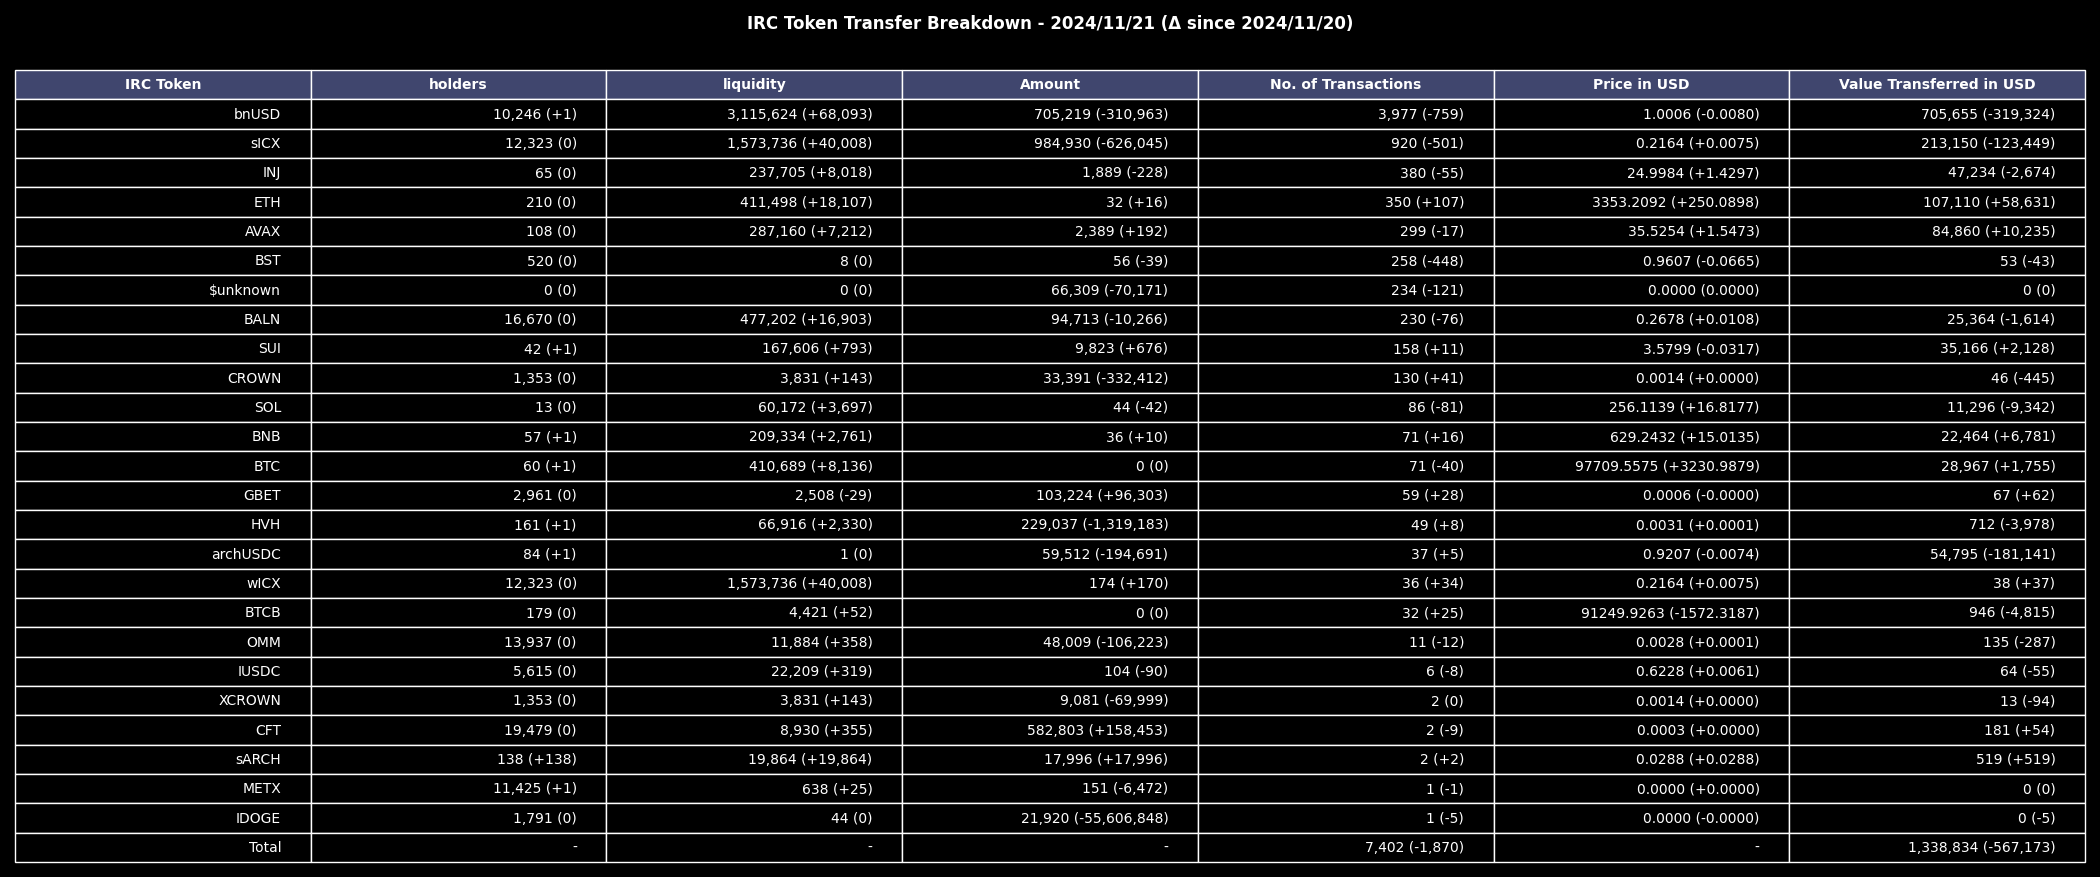 IRC Token Transfer Breakdown - 2024/11/21 (Δ since 2024/11/20)
IRC Token holders liquidity Amount No. of Transactions Price in USD Value Transferred in USD
bnUSD 10,246 (+1) 3,115,624 (+68,093) 705,219 (-310,963) 3,977 (-759) 1.0006 (-0.0080) 705,655 (-319,324)
sICX 12,323 (0) 1,573,736 (+40,008) 984,930 (-626,045) 920 (-501) 0.2164 (+0.0075) 213,150 (-123,449)
INJ 65 (0) 237,705 (+8,018) 1,889 (-228) 380 (-55) 24.9984 (+1.4297) 47,234 (-2,674)
ETH 210 (0) 411,498 (+18,107) 32 (+16) 350 (+107) 3353.2092 (+250.0898) 107,110 (+58,631)
AVAX 108 (0) 287,160 (+7,212) 2,389 (+192) 299 (-17) 35.5254 (+1.5473) 84,860 (+10,235)
BST 520 (0) 8 (0) 56 (-39) 258 (-448) 0.9607 (-0.0665) 53 (-43)
$unknown 0 (0) 0 (0) 66,309 (-70,171) 234 (-121) 0.0000 (0.0000) 0 (0)
BALN 16,670 (0) 477,202 (+16,903) 94,713 (-10,266) 230 (-76) 0.2678 (+0.0108) 25,364 (-1,614)
SUI 42 (+1) 167,606 (+793) 9,823 (+676) 158 (+11) 3.5799 (-0.0317) 35,166 (+2,128)
CROWN 1,353 (0) 3,831 (+143) 33,391 (-332,412) 130 (+41) 0.0014 (+0.0000) 46 (-445)
SOL 13 (0) 60,172 (+3,697) 44 (-42) 86 (-81) 256.1139 (+16.8177) 11,296 (-9,342)
BNB 57 (+1) 209,334 (+2,761) 36 (+10) 71 (+16) 629.2432 (+15.0135) 22,464 (+6,781)
BTC 60 (+1) 410,689 (+8,136) 0 (0) 71 (-40) 97709.5575 (+3230.9879) 28,967 (+1,755)
GBET 2,961 (0) 2,508 (-29) 103,224 (+96,303) 59 (+28) 0.0006 (-0.0000) 67 (+62)
HVH 161 (+1) 66,916 (+2,330) 229,037 (-1,319,183) 49 (+8) 0.0031 (+0.0001) 712 (-3,978)
archUSDC 84 (+1) 1 (0) 59,512 (-194,691) 37 (+5) 0.9207 (-0.0074) 54,795 (-181,141)
wICX 12,323 (0) 1,573,736 (+40,008) 174 (+170) 36 (+34) 0.2164 (+0.0075) 38 (+37)
BTCB 179 (0) 4,421 (+52) 0 (0) 32 (+25) 91249.9263 (-1572.3187) 946 (-4,815)
OMM 13,937 (0) 11,884 (+358) 48,009 (-106,223) 11 (-12) 0.0028 (+0.0001) 135 (-287)
IUSDC 5,615 (0) 22,209 (+319) 104 (-90) 6 (-8) 0.6228 (+0.0061) 64 (-55)
XCROWN 1,353 (0) 3,831 (+143) 9,081 (-69,999) 2 (0) 0.0014 (+0.0000) 13 (-94)
CFT 19,479 (0) 8,930 (+355) 582,803 (+158,453) 2 (-9) 0.0003 (+0.0000) 181 (+54)
sARCH 138 (+138) 19,864 (+19,864) 17,996 (+17,996) 2 (+2) 0.0288 (+0.0288) 519 (+519)
METX 11,425 (+1) 638 (+25) 151 (-6,472) 1 (-1) 0.0000 (+0.0000) 0 (0)
IDOGE 1,791 (0) 44 (0) 21,920 (-55,606,848) 1 (-5) 0.0000 (-0.0000) 0 (-5)
Total - - - 7,402 (-1,870) - 1,338,834 (-567,173)